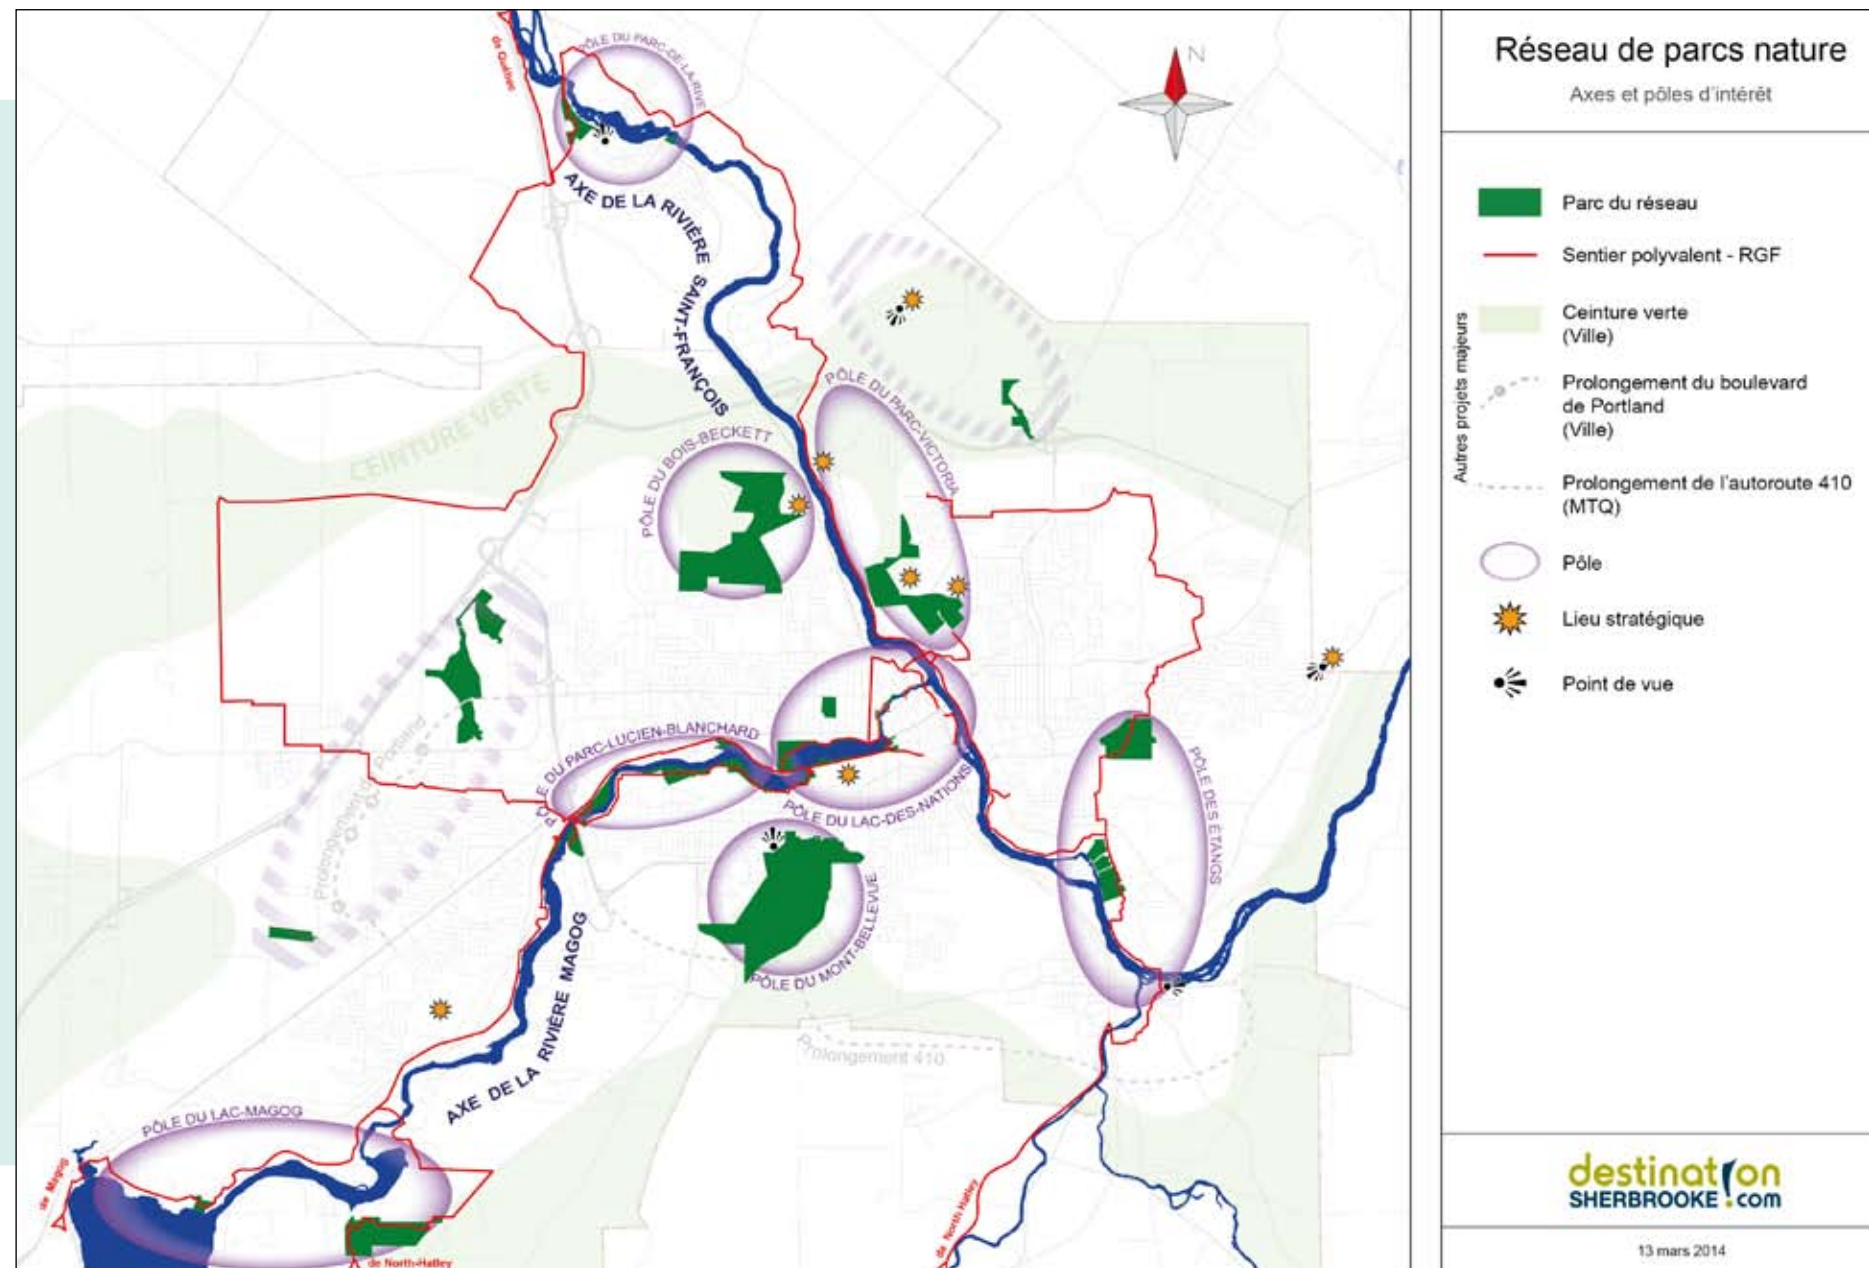 de Québec
PÔLE DU PARC-DE-LA-RIVE
N
AXE DE LA RIVIÈRE SAINT-FRANÇOIS
CEINTURE VERTE
PÔLE DU BOIS-BECKETT
PÔLE DU PARC-VICTORIA
PÔLE DU PARC-LUCIEN-BLANCHARD
PÔLE DU LAC-DES-NATIONS
PÔLE DES ÉTANGS
PÔLE DU MONT-BELLEVUE
Prolongement de Portland
AXE DE LA RIVIÈRE MAGOG
Prolongement 410
PÔLE DU LAC-MAGOG
de Magog
de North-Hatley
de North-Hatley
Réseau de parcs nature
Axes et pôles d'intérêt
Parc du réseau
Sentier polyvalent - RGF
Autres projets majeurs
Ceinture verte
(Ville)
Prolongement du boulevard
de Portland
(Ville)
Prolongement de l'autoroute 410
(MTQ)
Pôle
Lieu stratégique
Point de vue
destination
SHERBROOKE.com
13 mars 2014